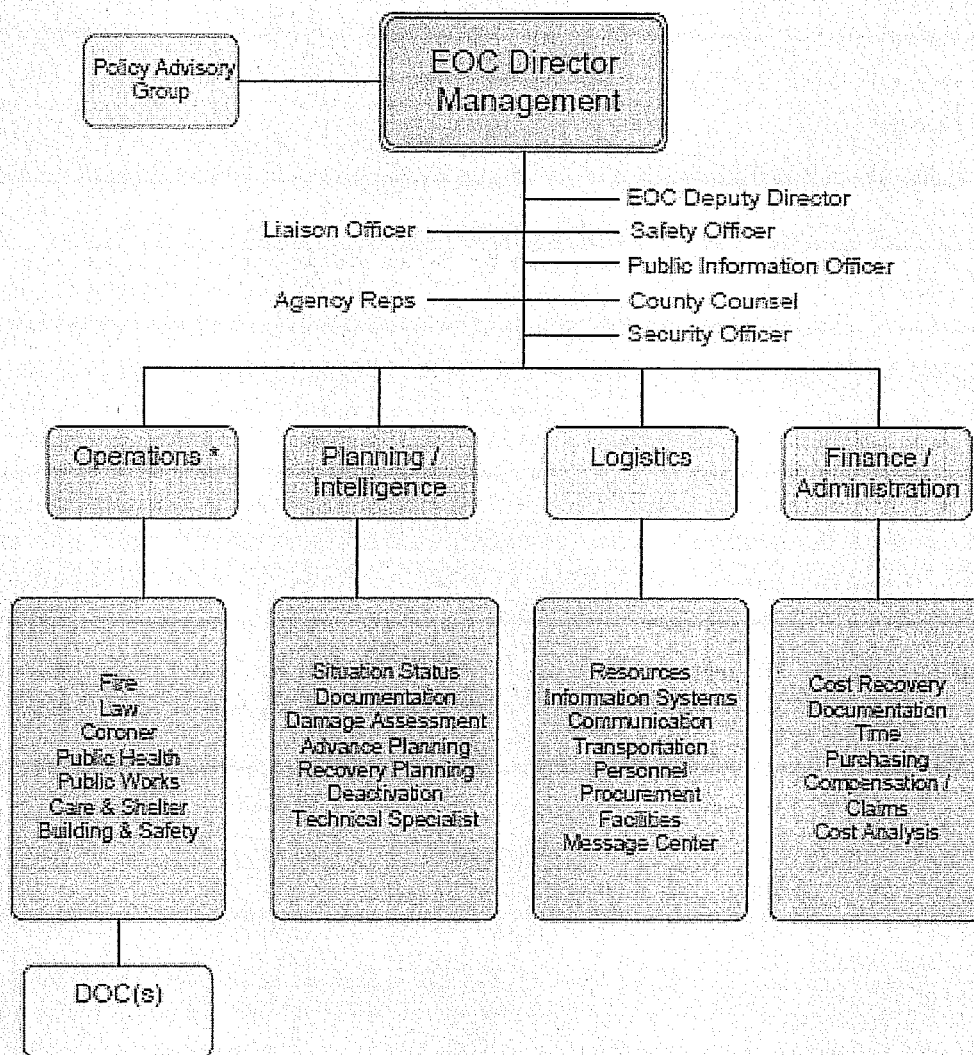 Policy Advisory
Group
EOC Director
Management
EOC Deputy Director
Liaison Officer
Safety Officer
Public Information Officer
Agency Reps
County Counsel
Security Officer
Operations *
Planning /
Intelligence
Logistics
Finance /
Administration
Fire
Law
Coroner
Public Health
Public Works
Care & Shelter
Building & Safety
Situation Status
Documentation
Damage Assessment
Advance Planning
Recovery Planning
Deactivation
Technical Specialist
Resources
Information Systems
Communication
Transportation
Personnel
Procurement
Facilities
Message Center
Cost Recovery
Documentation
Time
Purchasing
Compensation /
Claims
Cost Analysis
DOC(s)